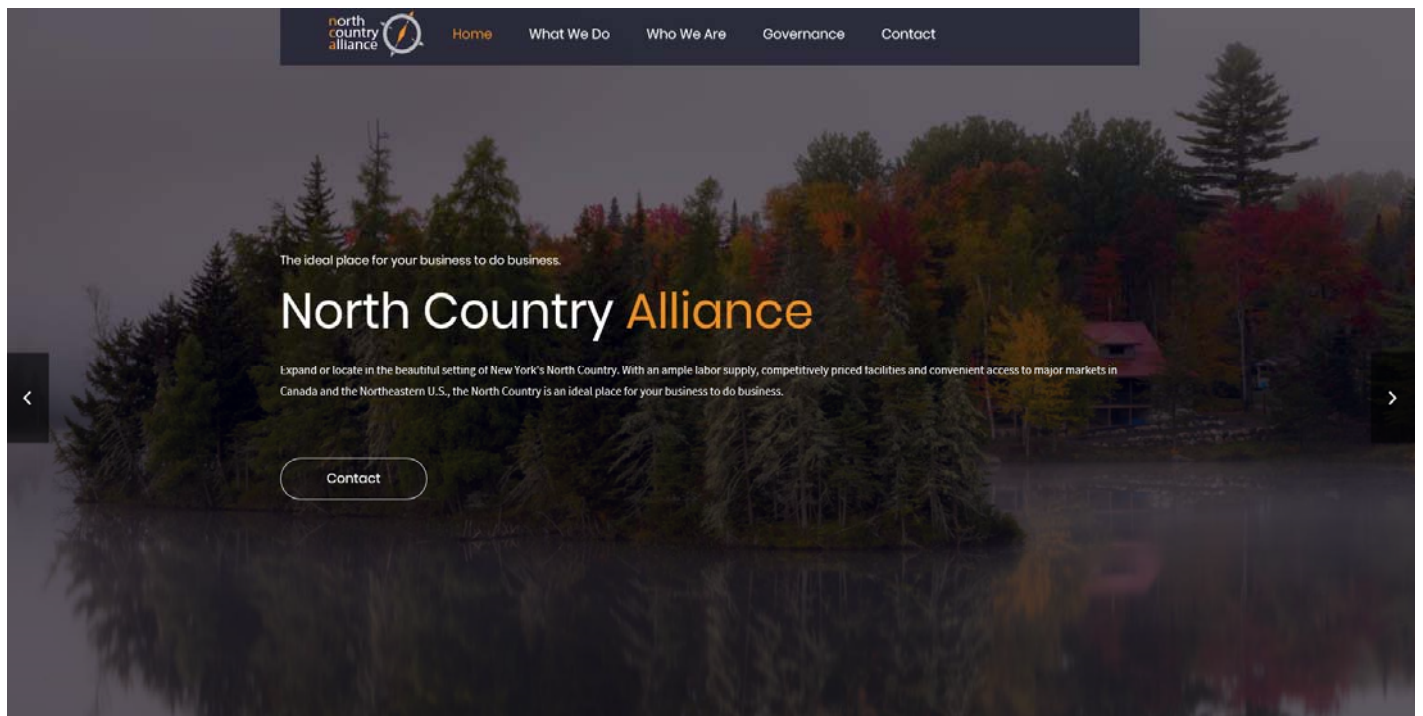 north
country
alliance
Home What We Do Who We Are Governance Contact
The ideal place for your business to do business.
North Country Alliance
Expand or locate in the beautiful setting of New York's North Country. With an ample labor supply, competitively priced facilities and convenient access to major markets in
Canada and the Northeastern U.S., the North Country is an ideal place for your business to do business.
Contact